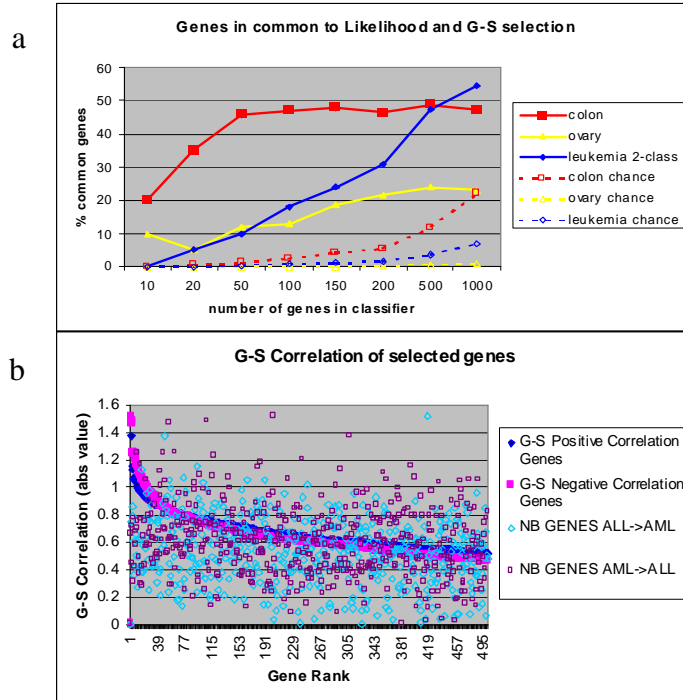 a
Genes in common to Likelihood and G-S selection
60
50
40
30
20
10
0
% common genes
10 20 50 100 150 200 500 1000
number of genes in classifier
colon
ovary
leukemia 2-class
colon chance
ovary chance
leukemia chance
b
G-S Correlation of selected genes
1.6
1.4
1.2
1
0.8
0.6
0.4
0.2
0
G-S Correlation (abs value)
1 39 77 115 153 191 229 267 305 343 381 419 457 495
Gene Rank
G-S Positive Correlation
Genes
G-S Negative Correlation
Genes
NB GENES ALL->AML
NB GENES AML->ALL